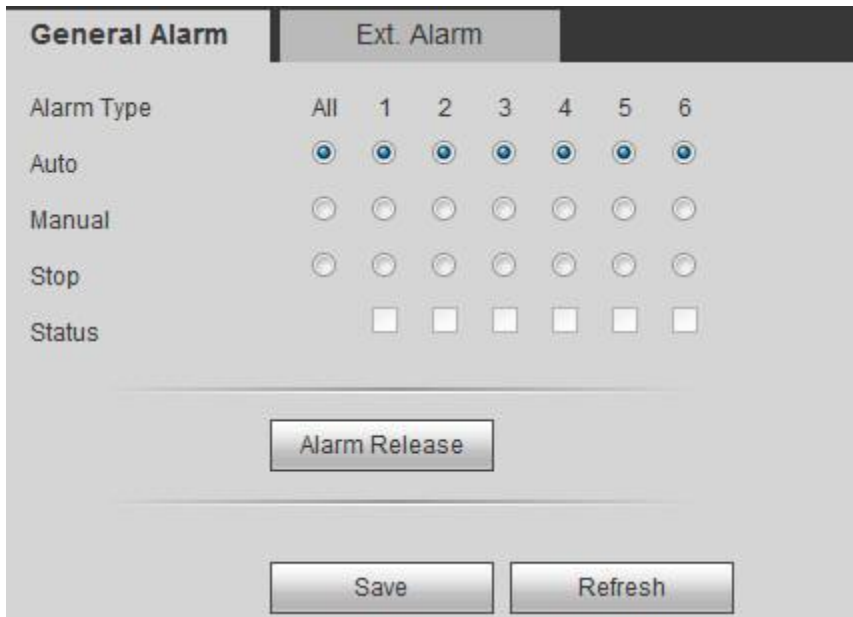 General Alarm Ext. Alarm
Alarm Type All 1 2 3 4 5 6
Auto
Manual
Stop
Status
Alarm Release
Save Refresh